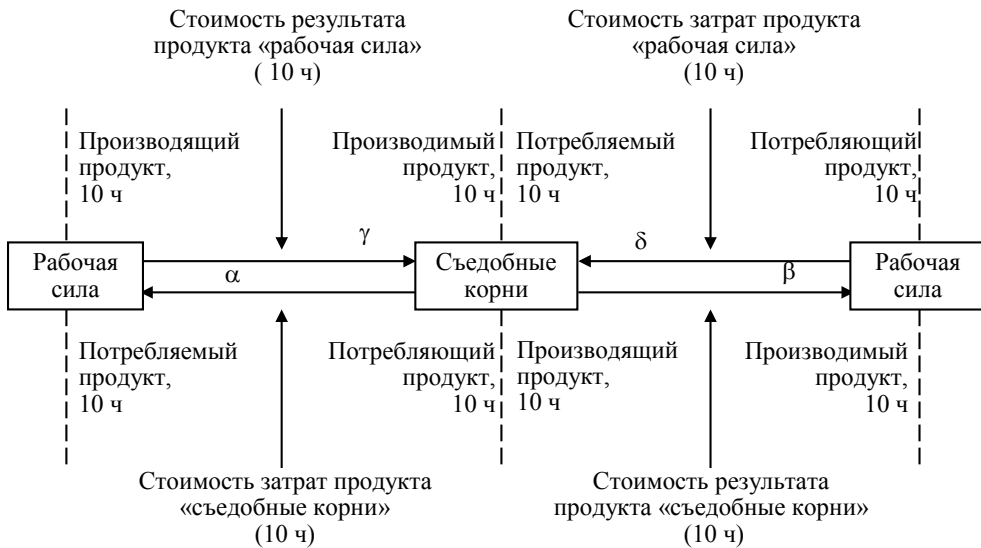 Стоимость результата
продукта «рабочая сила»
( 10 ч)
Стоимость затрат продукта
«рабочая сила»
(10 ч)
Производящий
продукт,
10 ч
Производимый
продукт,
10 ч
Потребляемый
продукт,
10 ч
Потребляющий
продукт,
10 ч
γ
δ
Рабочая
сила
α
Съедобные
корни
β
Рабочая
сила
Потребляемый
продукт,
10 ч
Потребляющий
продукт,
10 ч
Производящий
продукт,
10 ч
Производимый
продукт,
10 ч
Стоимость затрат продукта
«съедобные корни»
(10 ч)
Стоимость результата
продукта «съедобные корни»
(10 ч)